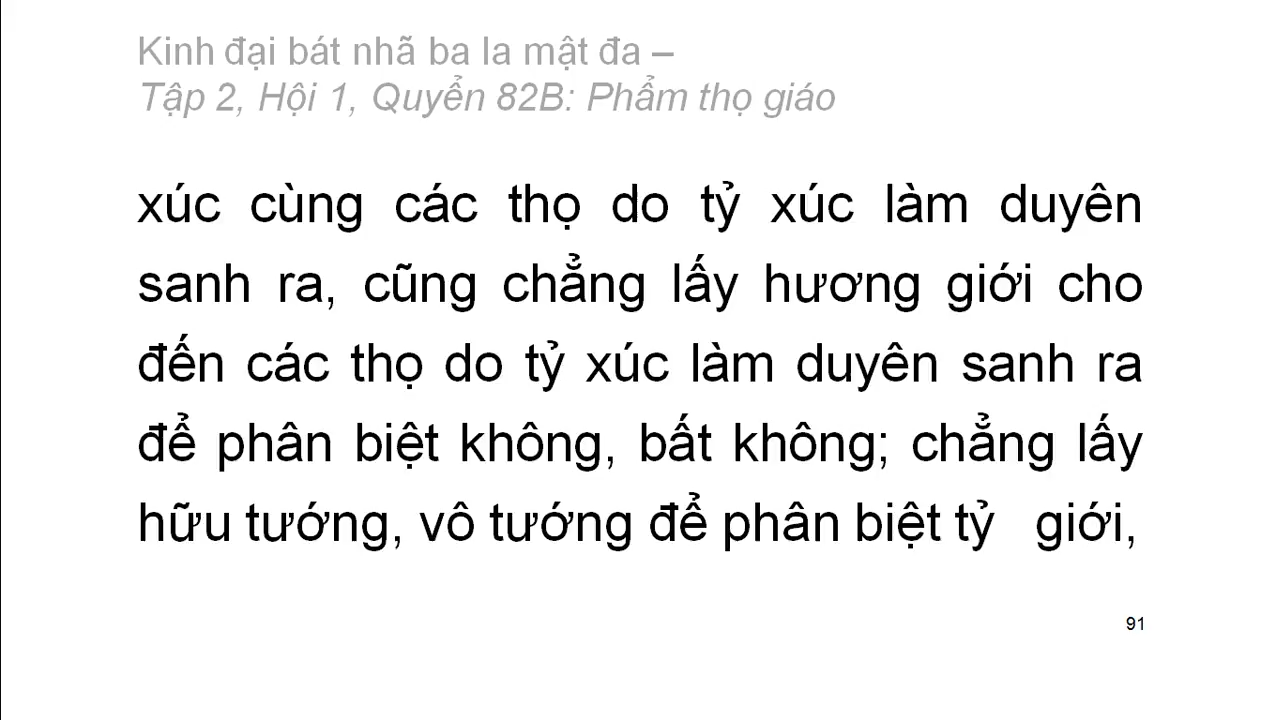 Kinh đại bát nhã ba la mật đa –
Tập 2, Hội 1, Quyển 82B: Phẩm thọ giáo
xúc cùng các thọ do tỷ xúc làm duyên
sanh ra, cũng chẳng lấy hương giới cho
đến các thọ do tỷ xúc làm duyên sanh ra
để phân biệt không, bất không; chẳng lấy
hữu tướng, vô tướng để phân biệt tỷ giới,
91